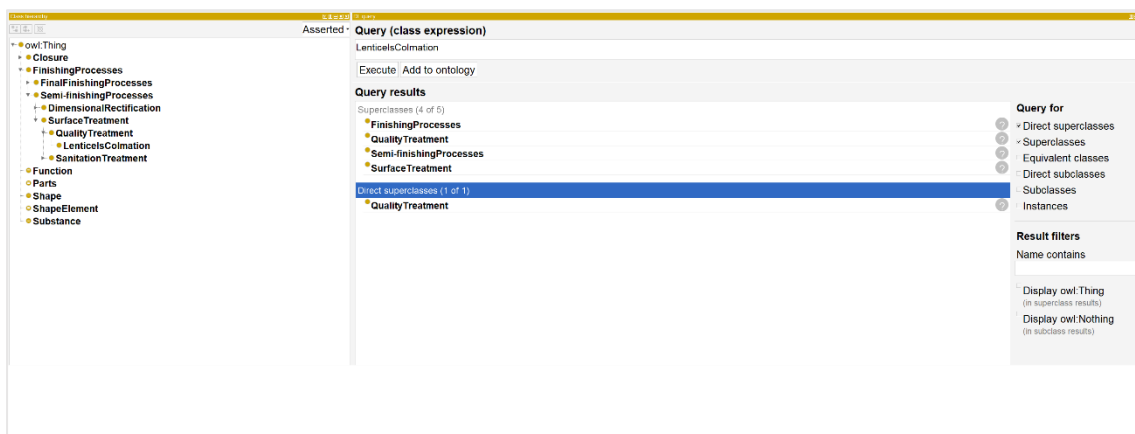 Class hierarchy
Asserted
owl:Thing
Closure
FinishingProcesses
FinalFinishingProcesses
Semi-finishingProcesses
DimensionalRectification
SurfaceTreatment
QualityTreatment
LenticelsColmation
SanitationTreatment
Function
Parts
Shape
ShapeElement
Substance
query
Query (class expression)
LenticelsColmation
Execute Add to ontology
Query results
Superclasses (4 of 5)
FinishingProcesses
QualityTreatment
Semi-finishingProcesses
SurfaceTreatment
Direct superclasses (1 of 1)
QualityTreatment
Query for
Direct superclasses
Superclasses
Equivalent classes
Direct subclasses
Subclasses
Instances
Result filters
Name contains
Display owl:Thing
(in superclass results)
Display owl:Nothing
(in subclass results)